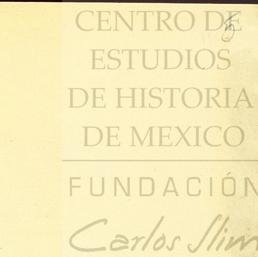 CENTRO DE
ESTUDIOS
DE HISTORIA
DE MEXICO
FUNDACIÓN
Carlos Slim